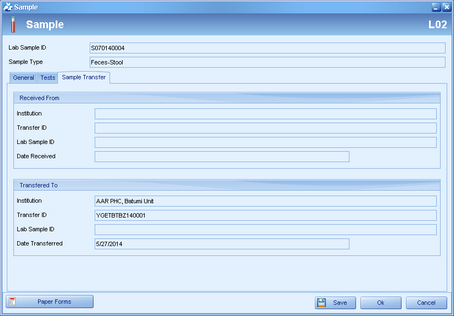 Sample
Sample L02
Lab Sample ID S070140004
Sample Type Feces-Stool
General Tests Sample Transfer
Received From
Institution
Transfer ID
Lab Sample ID
Date Received
Transfered To
Institution AAR PHC, Batumi Unit
Transfer ID YGETBTBZ140001
Lab Sample ID
Date Transferred 5/27/2014
Paper Forms Save Ok Cancel